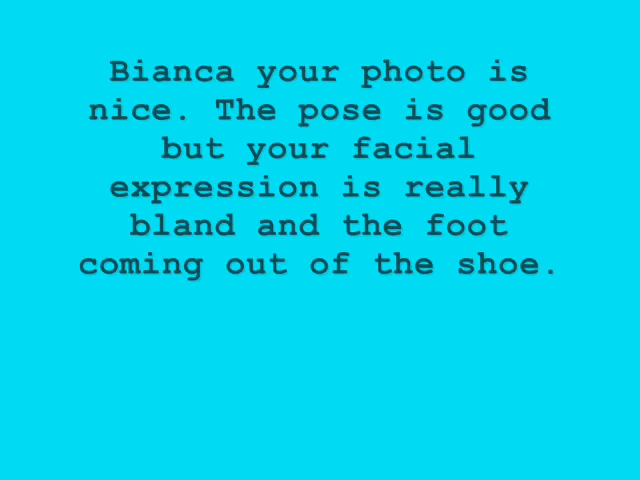 Bianca your photo is
nice. The pose is good
but your facial
expression is really
bland and the foot
coming out of the shoe.